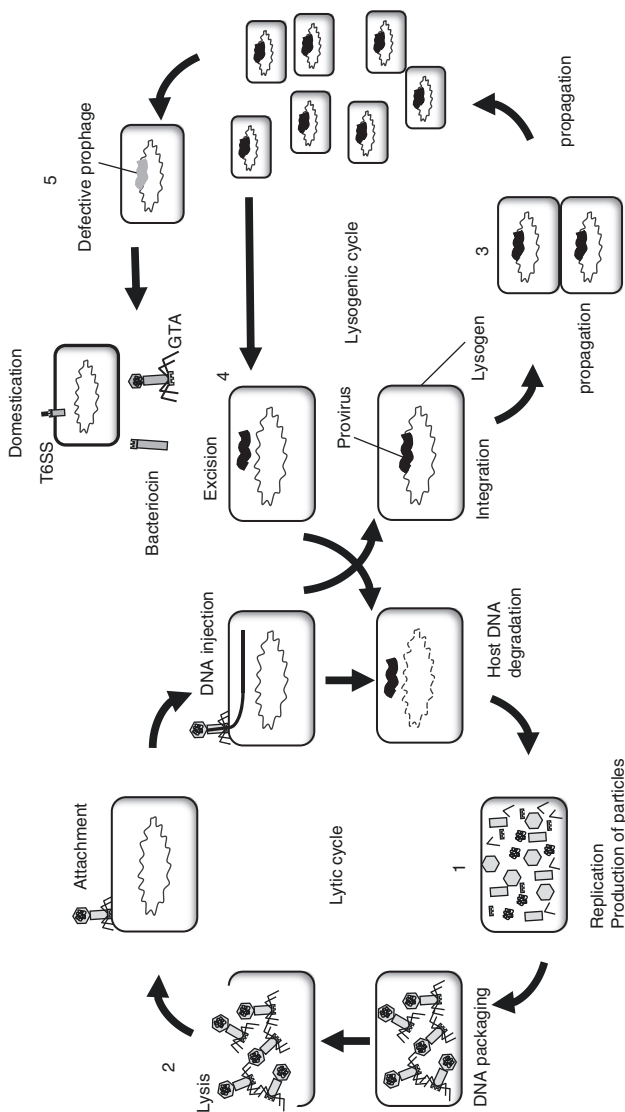 Attachment
DNA injection
Host DNA
degradation
1
Replication
Production of particles
DNA packaging
2
Lysis
Lytic cycle
Excision
4
Provirus
Lysogen
Integration
Lysogenic cycle
3
propagation
propagation
5
Defective prophage
Domestication
T6SS
Bacteriocin
GTA